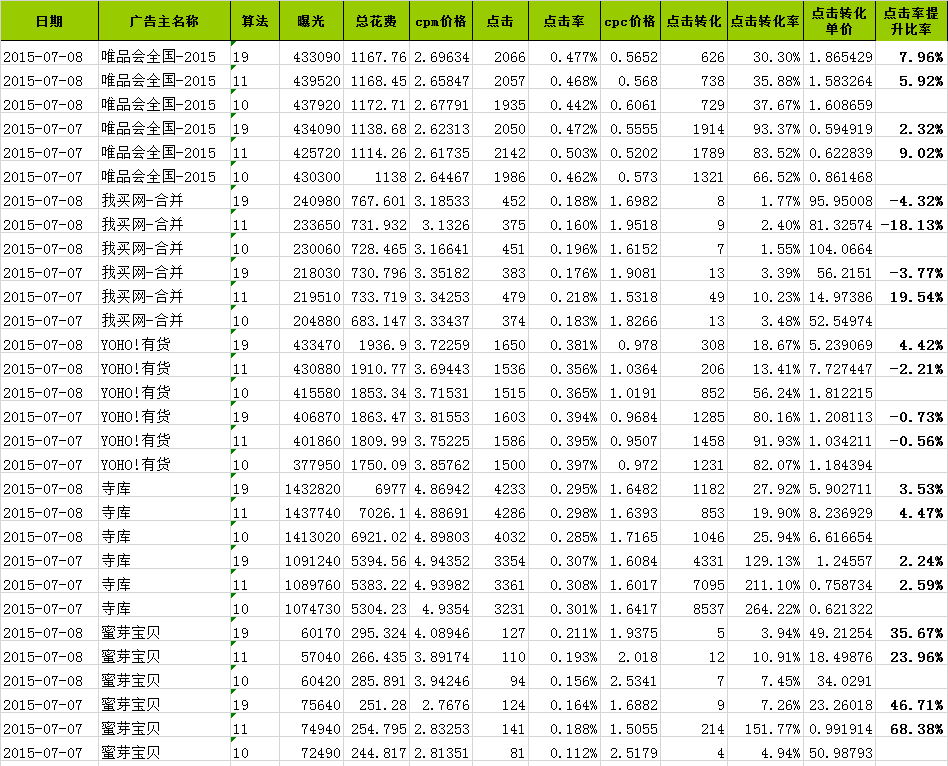 日期 广告主名称 算法 曝光 总花费 cpm价格 点击 点击率 cpc价格 点击转化 点击转化率 点击转化单价 点击率提升比率
2015-07-08 唯品会全国-2015 19 433090 1167.76 2.69634 2066 0.477% 0.5652 626 30.30% 1.865429 7.96%
2015-07-08 唯品会全国-2015 11 439520 1168.45 2.65847 2057 0.468% 0.568 738 35.88% 1.583264 5.92%
2015-07-08 唯品会全国-2015 10 437920 1172.71 2.67791 1935 0.442% 0.6061 729 37.67% 1.608659
2015-07-07 唯品会全国-2015 19 434090 1138.68 2.62313 2050 0.472% 0.5555 1914 93.37% 0.594919 2.32%
2015-07-07 唯品会全国-2015 11 425720 1114.26 2.61735 2142 0.503% 0.5202 1789 83.52% 0.622839 9.02%
2015-07-07 唯品会全国-2015 10 430300 1138 2.64467 1986 0.462% 0.573 1321 66.52% 0.861468
2015-07-08 我买网-合并 19 240980 767.601 3.18533 452 0.188% 1.6982 8 1.77% 95.95008 -4.32%
2015-07-08 我买网-合并 11 233650 731.932 3.1326 375 0.160% 1.9518 9 2.40% 81.32574 -18.13%
2015-07-08 我买网-合并 10 230060 728.465 3.16641 451 0.196% 1.6152 7 1.55% 104.0664
2015-07-07 我买网-合并 19 218030 730.796 3.35182 383 0.176% 1.9081 13 3.39% 56.2151 -3.77%
2015-07-07 我买网-合并 11 219510 733.719 3.34253 479 0.218% 1.5318 49 10.23% 14.97386 19.54%
2015-07-07 我买网-合并 10 204880 683.147 3.33437 374 0.183% 1.8266 13 3.48% 52.54974
2015-07-08 YOHO!有货 19 433470 1936.9 3.72259 1650 0.381% 0.978 308 18.67% 5.239069 4.42%
2015-07-08 YOHO!有货 11 430880 1910.77 3.69443 1536 0.356% 1.0364 206 13.41% 7.727447 -2.21%
2015-07-08 YOHO!有货 10 415580 1853.34 3.71531 1515 0.365% 1.0191 852 56.24% 1.812215
2015-07-07 YOHO!有货 19 406870 1863.47 3.81553 1603 0.394% 0.9684 1285 80.16% 1.208113 -0.73%
2015-07-07 YOHO!有货 11 401860 1809.99 3.75225 1586 0.395% 0.9507 1458 91.93% 1.034211 -0.56%
2015-07-07 YOHO!有货 10 377950 1750.09 3.85762 1500 0.397% 0.972 1231 82.07% 1.184394
2015-07-08 寺库 19 1432820 6977 4.86942 4233 0.295% 1.6482 1182 27.92% 5.902711 3.53%
2015-07-08 寺库 11 1437740 7026.1 4.88691 4286 0.298% 1.6393 853 19.90% 8.236929 4.47%
2015-07-08 寺库 10 1413020 6921.02 4.89803 4032 0.285% 1.7165 1046 25.94% 6.616654
2015-07-07 寺库 19 1091240 5394.56 4.94352 3354 0.307% 1.6084 4331 129.13% 1.24557 2.24%
2015-07-07 寺库 11 1089760 5383.22 4.93982 3361 0.308% 1.6017 7095 211.10% 0.758734 2.59%
2015-07-07 寺库 10 1074730 5304.23 4.9354 3231 0.301% 1.6417 8537 264.22% 0.621322
2015-07-08 蜜芽宝贝 19 60170 295.324 4.08946 127 0.211% 1.9375 5 3.94% 49.21254 35.67%
2015-07-08 蜜芽宝贝 11 57040 266.435 3.89174 110 0.193% 2.018 12 10.91% 18.49876 23.96%
2015-07-08 蜜芽宝贝 10 60420 285.891 3.94246 94 0.156% 2.5341 7 7.45% 34.0291
2015-07-07 蜜芽宝贝 19 75640 251.28 2.7676 124 0.164% 1.6882 9 7.26% 23.26018 46.71%
2015-07-07 蜜芽宝贝 11 74940 254.795 2.83253 141 0.188% 1.5055 214 151.77% 0.991914 68.38%
2015-07-07 蜜芽宝贝 10 72490 244.817 2.81351 81 0.112% 2.5179 4 4.94% 50.98793